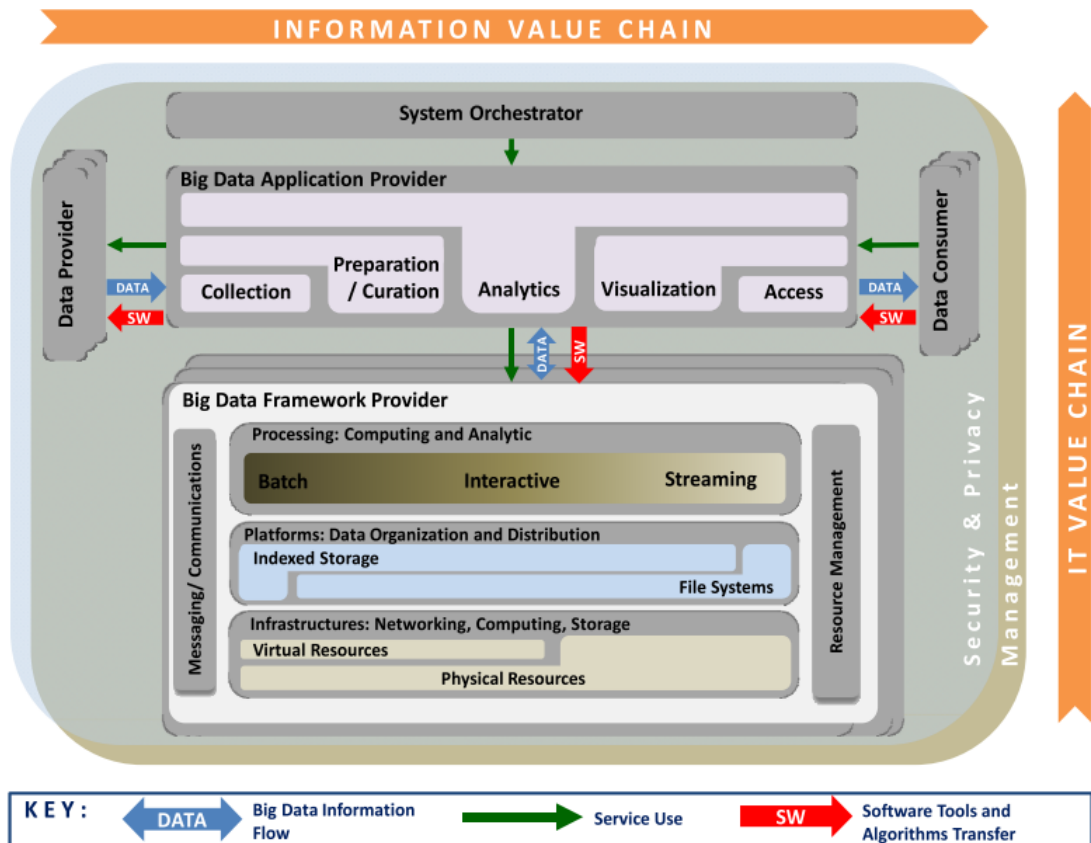 INFORMATION VALUE CHAIN
System Orchestrator
Big Data Application Provider
Data Provider
DATA
SW
Collection
Preparation
/ Curation
Analytics
Visualization
Access
DATA
SW
Data Consumer
DATA
SW
Big Data Framework Provider
Messaging/ Communications
Processing: Computing and Analytic
Batch
Interactive
Streaming
Platforms: Data Organization and Distribution
Indexed Storage
File Systems
Infrastructures: Networking, Computing, Storage
Virtual Resources
Physical Resources
Resource Management
Security & Privacy
Management
IT VALUE CHAIN
KEY:
DATA
Big Data Information
Flow
Service Use
SW
Software Tools and
Algorithms Transfer